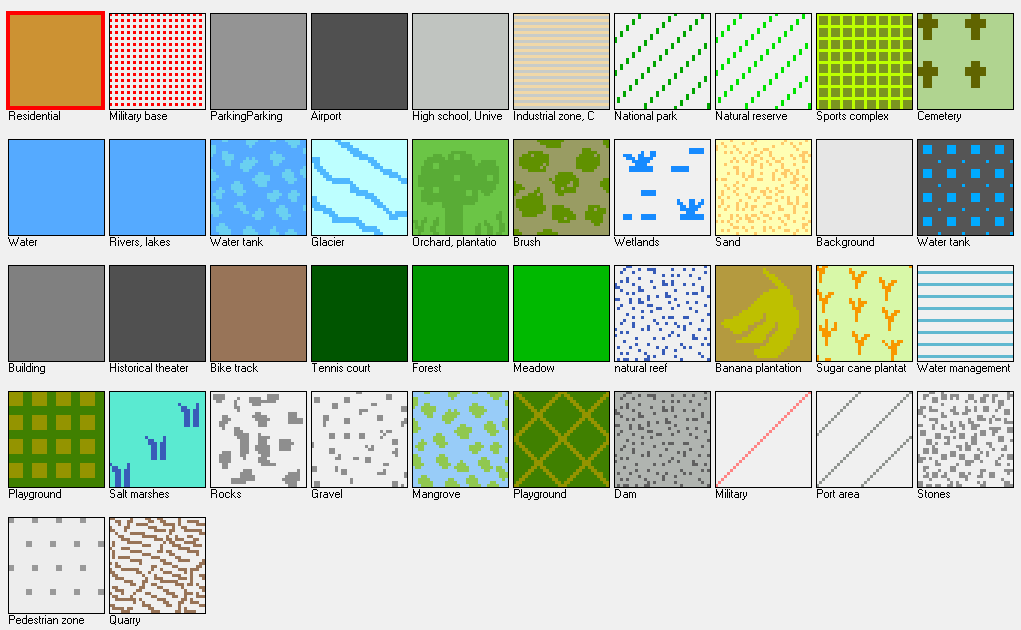 Residential
Military base
ParkingParking
Airport
High school, Unive
Industrial zone, C
National park
Natural reserve
Sports complex
Cemetery
Water
Rivers, lakes
Water tank
Glacier
Orchard, plantatio
Brush
Wetlands
Sand
Background
Water tank
Building
Historical theater
Bike track
Tennis court
Forest
Meadow
natural reef
Banana plantation
Sugar cane plantat
Water management
Playground
Salt marshes
Rocks
Gravel
Mangrove
Playground
Dam
Military
Port area
Stones
Pedestrian zone
Quarry